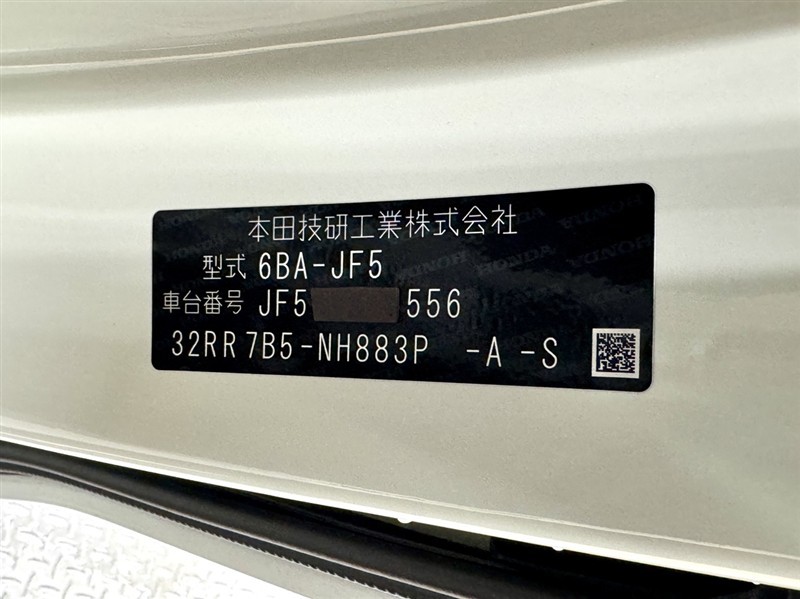 本田技研工業株式会社
型式 6BA-JF5
車台番号 JF5 556
32RR7B5-NH883P -A -S